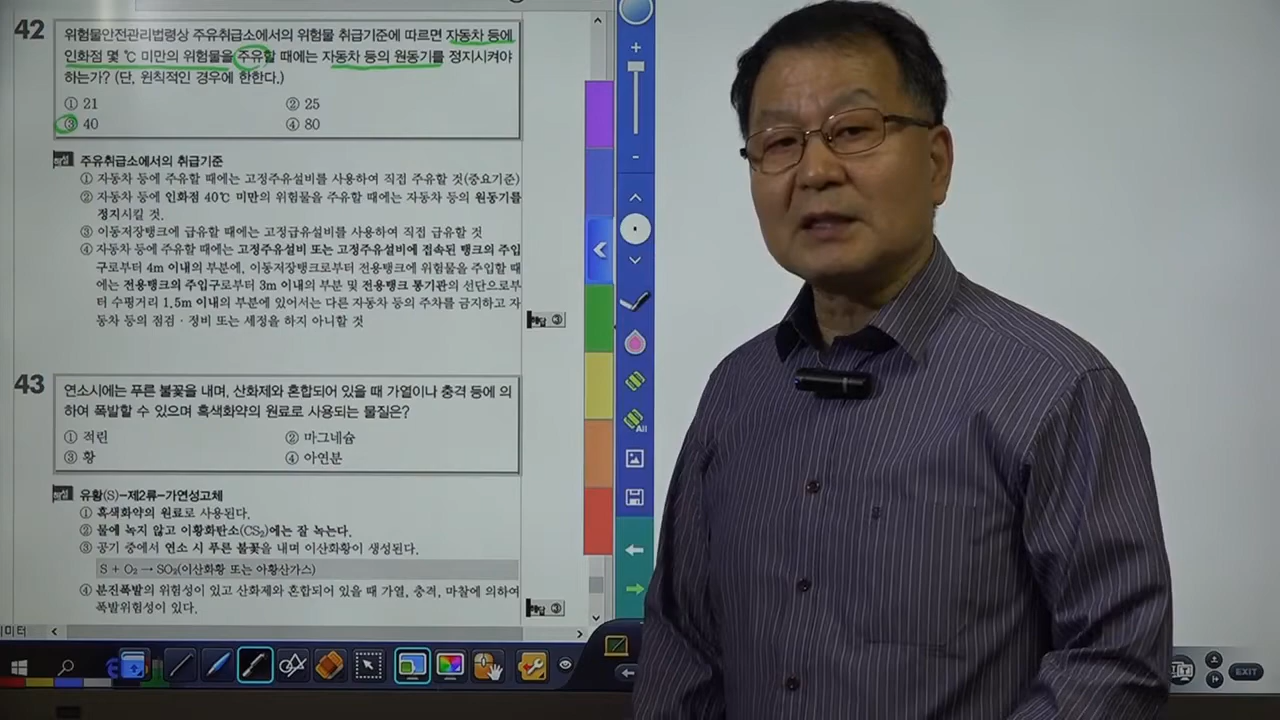 42
위험물안전관리법령상 주유취급소에서의 위험물 취급기준에 따르면 자동차 등에
인화점 몇 ℃ 미만의 위험물을 주유할 때에는 자동차 등의 원동기를 정지시켜야
하는가? (단, 원칙적인 경우에 한한다.)
① 21 ② 25
③ 40 ④ 80
해설 주유취급소에서의 취급기준
① 자동차 등에 주유할 때에는 고정주유설비를 사용하여 직접 주유할 것(중요기준)
② 자동차 등에 인화점 40℃ 미만의 위험물을 주유할 때에는 자동차 등의 원동기를
정지시킬 것.
③ 이동저장탱크에 급유할 때에는 고정급유설비를 사용하여 직접 급유할 것
④ 자동차 등에 주유할 때에는 고정주유설비 또는 고정주유설비에 접속된 탱크의 주입
구로부터 4m 이내의 부분에, 이동저장탱크로부터 전용탱크에 위험물을 주입할 때
에는 전용탱크의 주입구로부터 3m 이내의 부분 및 전용탱크 통기관의 선단으로부
터 수평거리 1.5m 이내의 부분에 있어서는 다른 자동차 등의 주차를 금지하고 자
동차 등의 점검·정비 또는 세정을 하지 아니할 것
해답 ③
43
연소시에는 푸른 불꽃을 내며, 산화제와 혼합되어 있을 때 가열이나 충격 등에 의
하여 폭발할 수 있으며 흑색화약의 원료로 사용되는 물질은?
① 적린 ② 마그네슘
③ 황 ④ 아연분
해설 유황(S)-제2류-가연성고체
① 흑색화약의 원료로 사용된다.
② 물에 녹지 않고 이황화탄소(CS₂)에는 잘 녹는다.
③ 공기 중에서 연소 시 푸른 불꽃을 내며 이산화황이 생성된다.
S + O₂ → SO₂(이산화황 또는 아황산가스)
④ 분진폭발의 위험성이 있고 산화제와 혼합되어 있을 때 가열, 충격, 마찰에 의하여
폭발위험성이 있다.
해답 ③
미터
All
EXIT